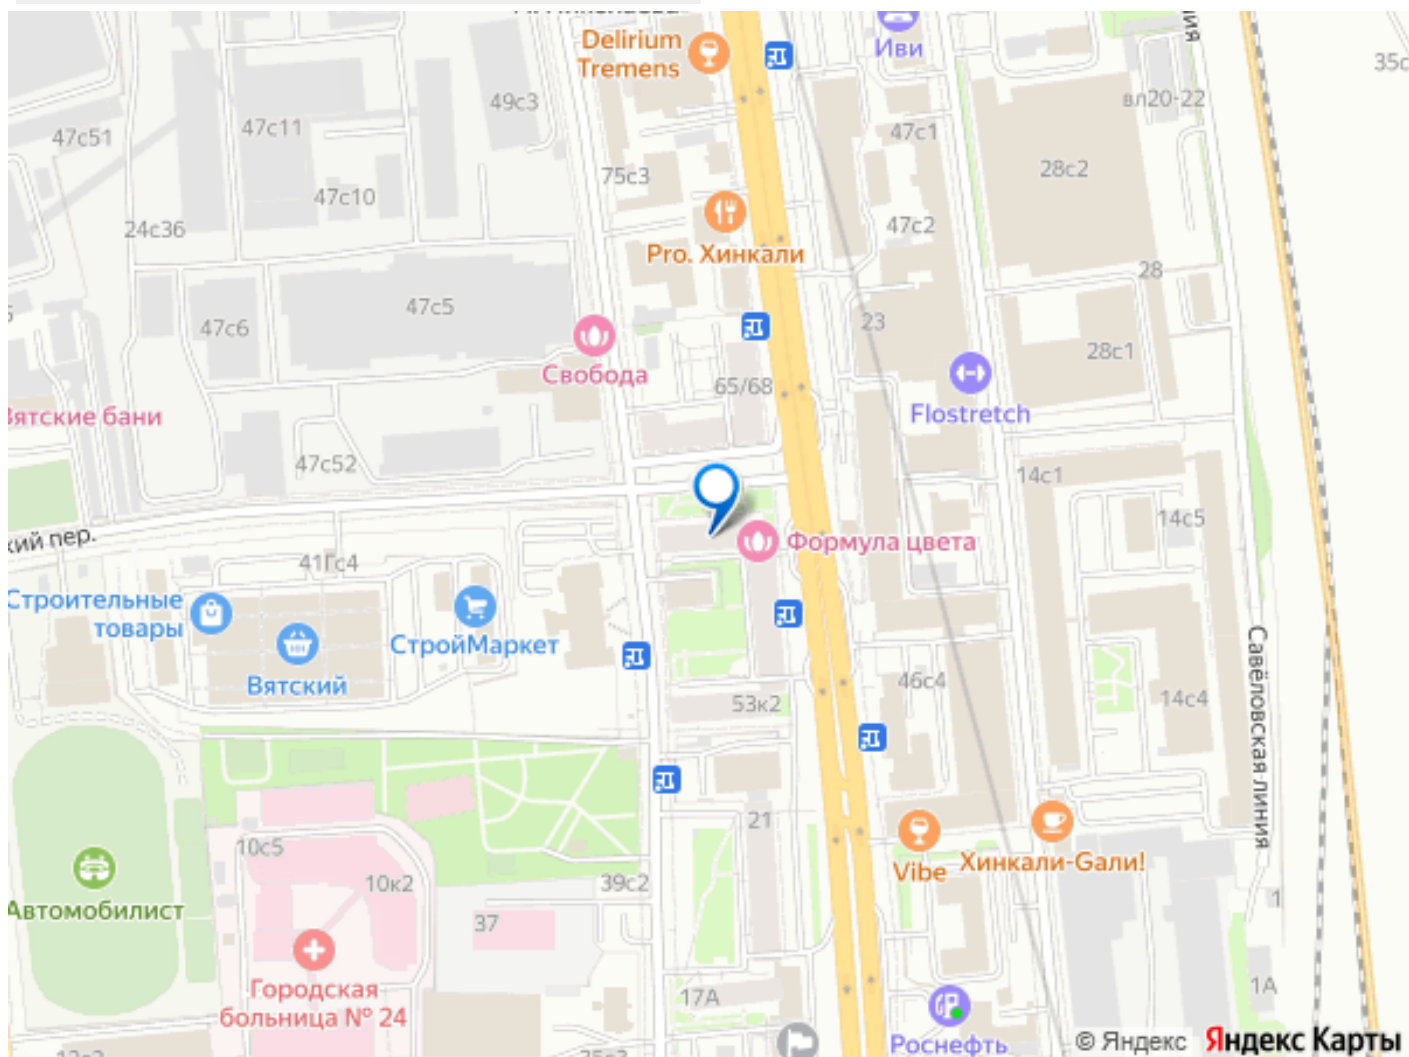 Delirium
Tremens
Иви
35с
вл20-22
49с3
47с11
47с51
47с1
28с2
75с3
47с10
24с36
47с2
Pro. Хинкали
28
47с5
23
47с6
28с1
Свобода
65/68
Flostretch
Вятские бани
47с52
14с1
14с5
кий пер.
Формула цвета
41Гс4
Строительные
товары
СтройМаркет
Вятский
Савёловская линия
46с4
53к2
14с4
21
10с5
Vibe
Хинкали-Gали!
10к2
39с2
1
Автомобилист
37
Городская
больница № 24
17А
1А
Роснефть
© Яндекс
Яндекс Карты